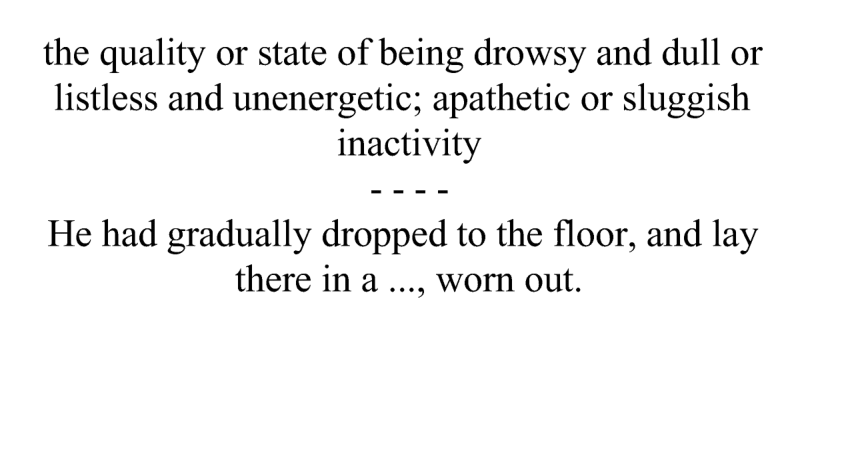 the quality or state of being drowsy and dull or
listless and unenergetic; apathetic or sluggish
inactivity
- - - -
He had gradually dropped to the floor, and lay
there in a ..., worn out.